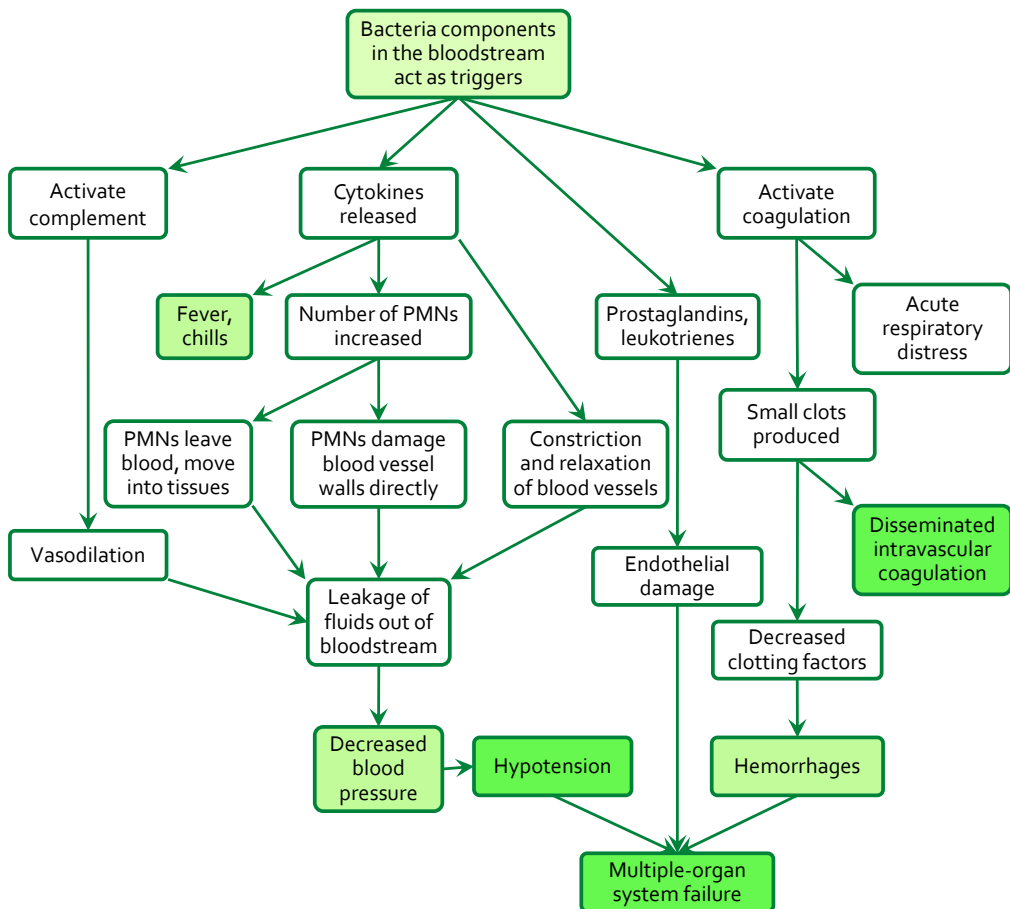 Bacteria components
in the bloodstream
act as triggers
Activate
complement
Cytokines
released
Activate
coagulation
Fever,
chills
Number of PMNs
increased
Prostaglandins,
leukotrienes
Acute
respiratory
distress
PMNs leave
blood, move
into tissues
PMNs damage
blood vessel
walls directly
Constriction
and relaxation
of blood vessels
Small clots
produced
Vasodilation
Disseminated
intravascular
coagulation
Leakage of
fluids out of
bloodstream
Endothelial
damage
Decreased
clotting factors
Decreased
blood
pressure
Hypotension
Hemorrhages
Multiple-organ
system failure